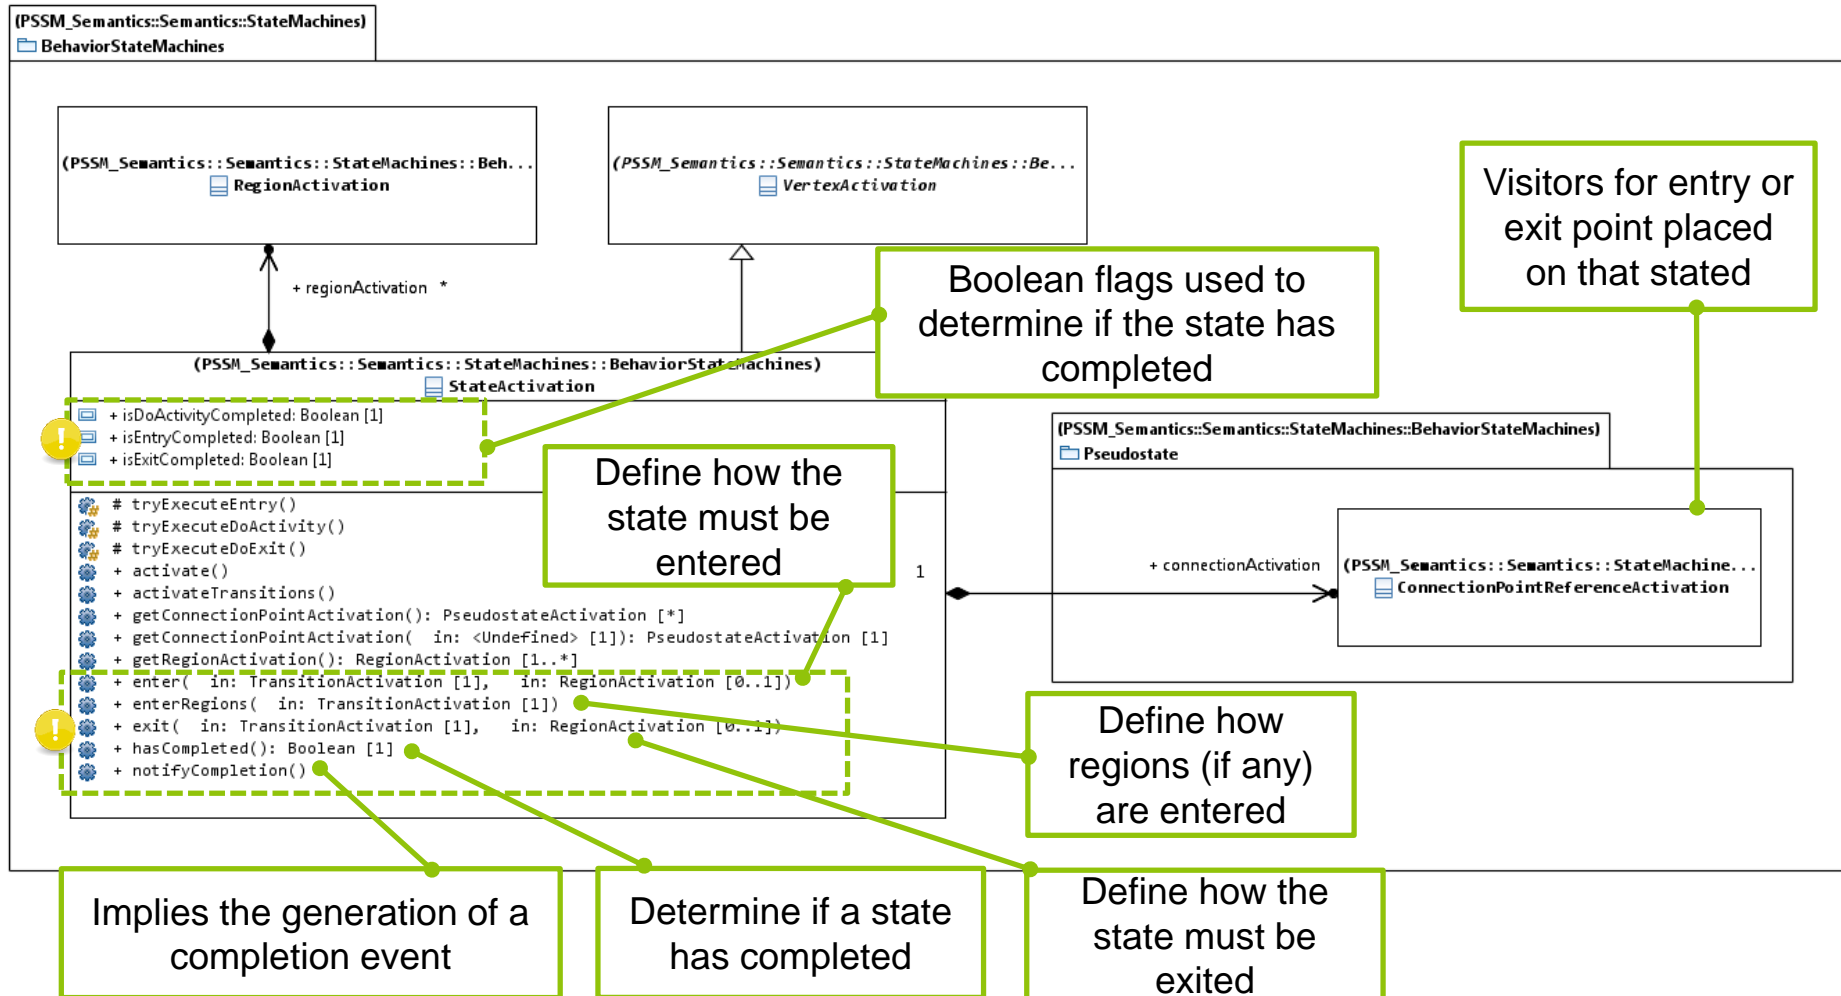 (PSSM_Semantics::Semantics::StateMachines)
BehaviorStateMachines
(PSSM_Semantics::Semantics::StateMachines::Beh...
RegionActivation
(PSSM_Semantics::Semantics::StateMachines::Be...
VertexActivation
Visitors for entry or
exit point placed
on that stated
+ regionActivation *
Boolean flags used to
determine if the state has
completed
(PSSM_Semantics::Semantics::StateMachines::BehaviorStateMachines)
StateActivation
+ isDoActivityCompleted: Boolean [1]
+ isEntryCompleted: Boolean [1]
+ isExitCompleted: Boolean [1]
Define how the
state must be
entered
(PSSM_Semantics::Semantics::StateMachines::BehaviorStateMachines)
Pseudostate
# tryExecuteEntry()
# tryExecuteDoActivity()
# tryExecuteDoExit()
+ activate()
+ activateTransitions()
+ getConnectionPointActivation(): PseudostateActivation [*]
+ getConnectionPointActivation( in: <Undefined> [1]): PseudostateActivation [1]
+ getRegionActivation(): RegionActivation [1..*]
+ enter( in: TransitionActivation [1], in: RegionActivation [0..1])
+ enterRegions( in: TransitionActivation [1])
+ exit( in: TransitionActivation [1], in: RegionActivation [0..1])
+ hasCompleted(): Boolean [1]
+ notifyCompletion()
1
+ connectionActivation
(PSSM_Semantics::Semantics::StateMachine...
ConnectionPointReferenceActivation
Define how
regions (if any)
are entered
Implies the generation of a
completion event
Determine if a state
has completed
Define how the
state must be
exited